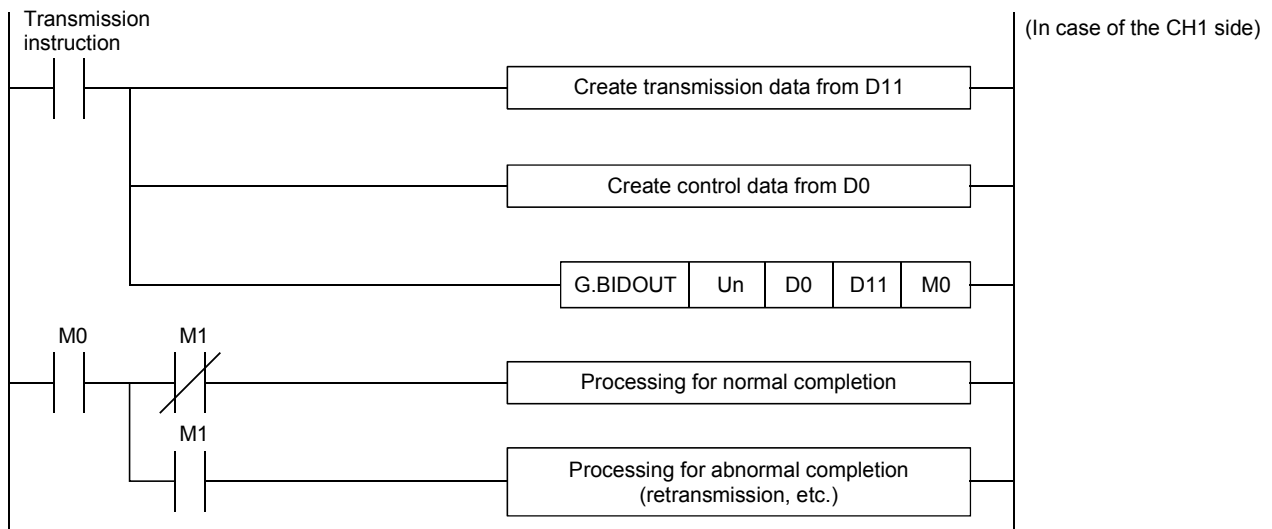 Transmission
instruction
(In case of the CH1 side)
Create transmission data from D11
Create control data from D0
G.BIDOUT Un D0 D11 M0
M0 M1
Processing for normal completion
M1
Processing for abnormal completion
(retransmission, etc.)